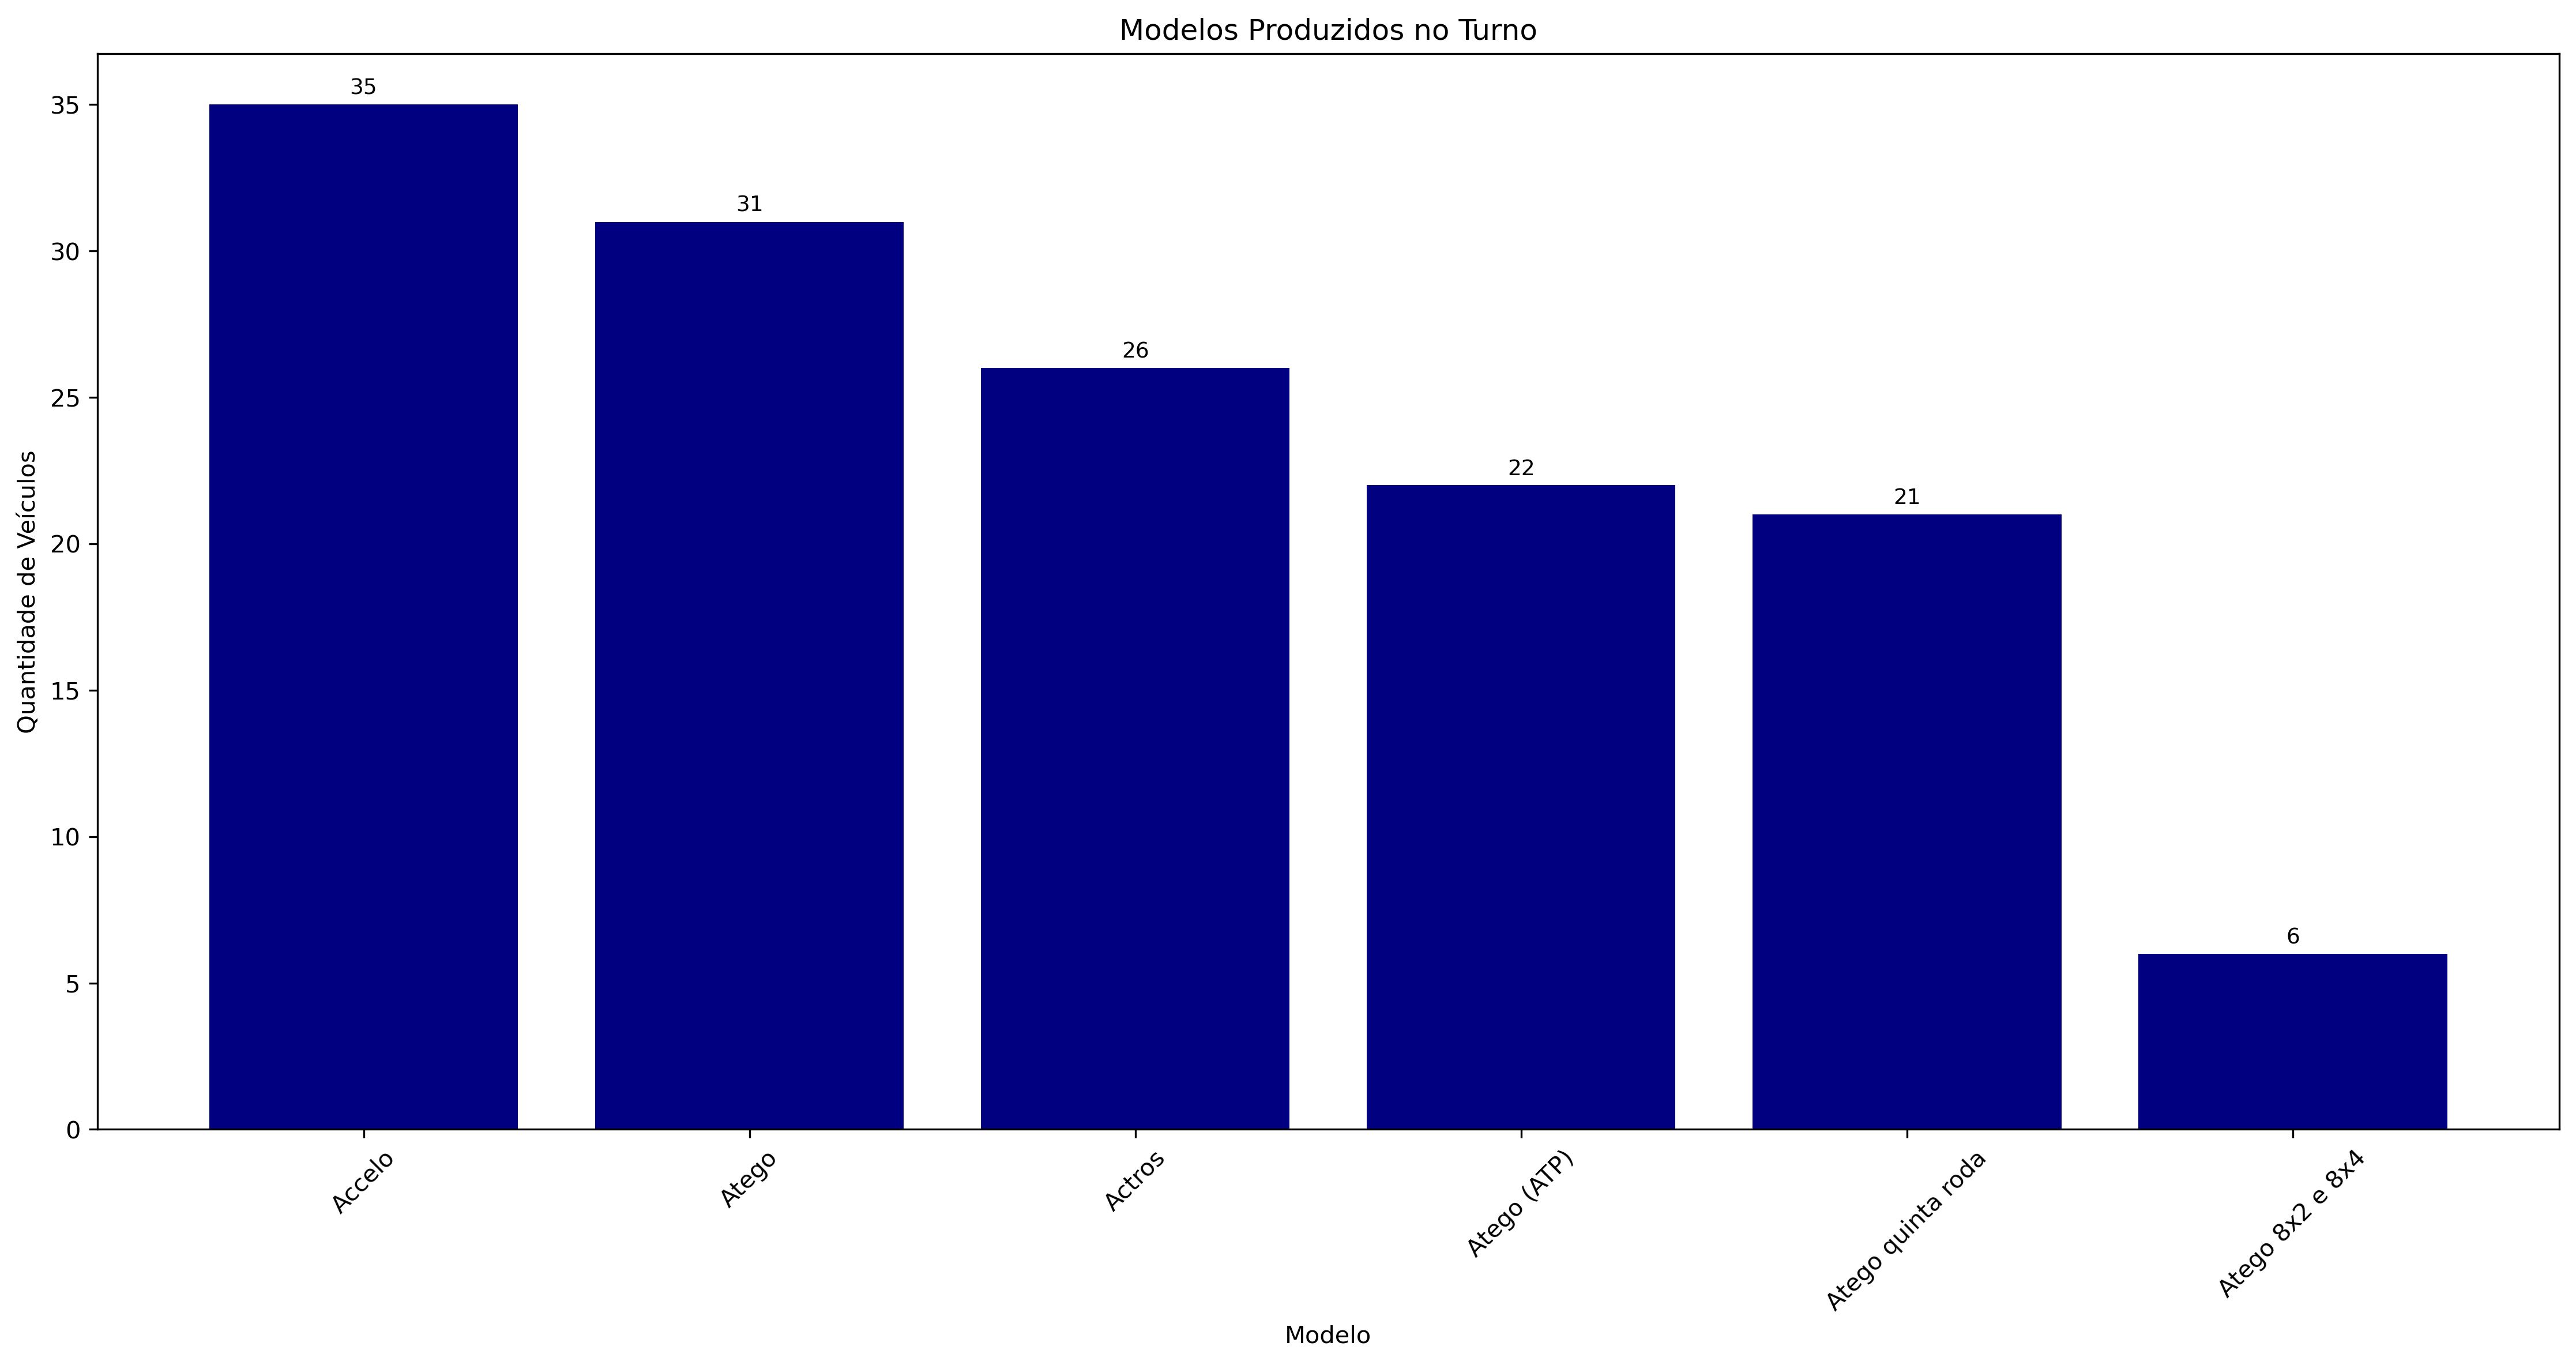 Modelos Produzidos no Turno
35
31
26
22
21
6
35
30
25
20
15
10
5
0
Quantidade de Veículos
Accelo
Atego
Actros
Atego (ATP)
Atego quinta roda
Atego 8x2 e 8x4
Modelo